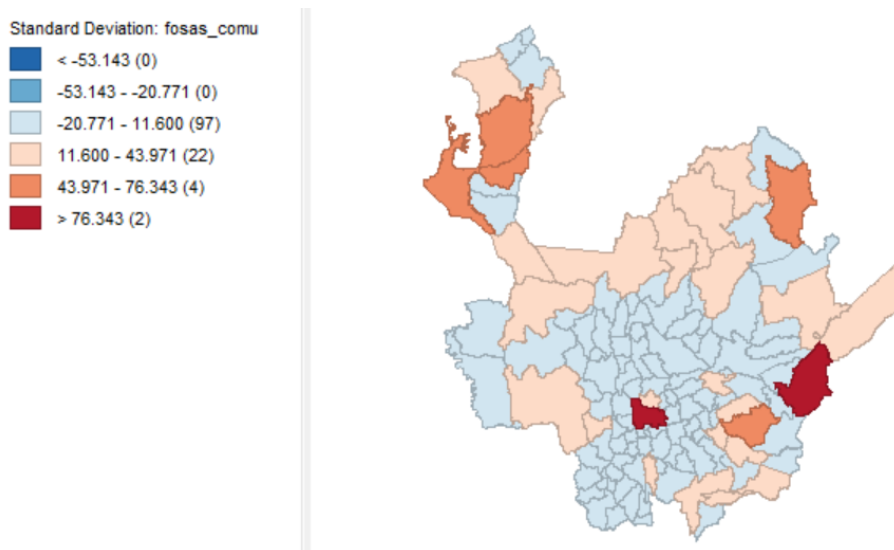 Standard Deviation: fosas_comu
< -53.143 (0)
-53.143 - -20.771 (0)
-20.771 - 11.600 (97)
11.600 - 43.971 (22)
43.971 - 76.343 (4)
> 76.343 (2)